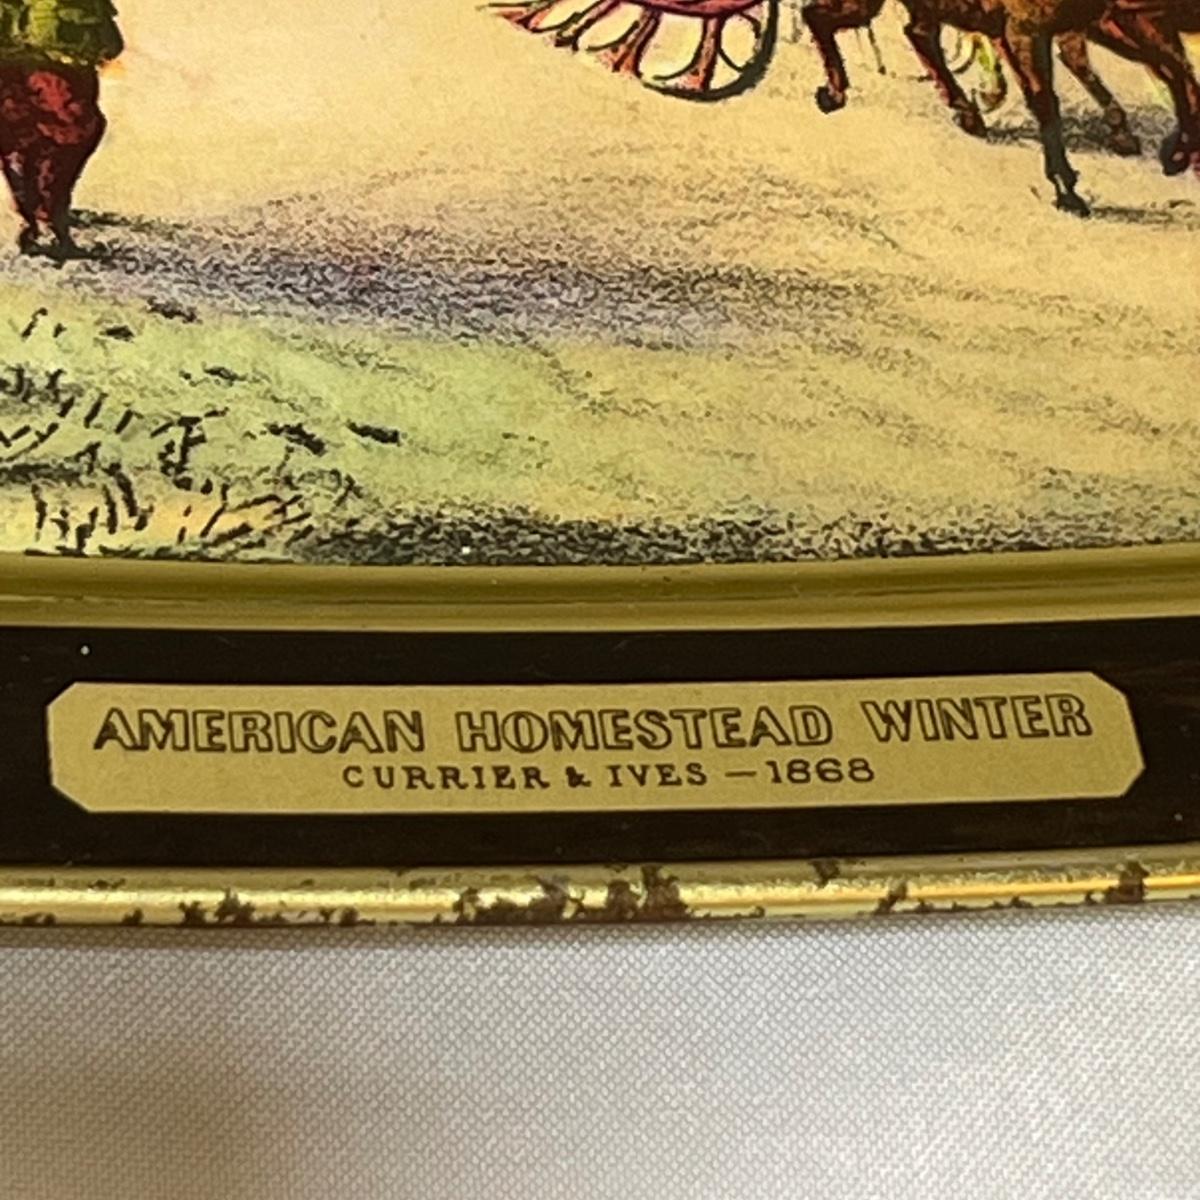 AMERICAN HOMESTEAD WINTER
CURRIER & IVES — 1868